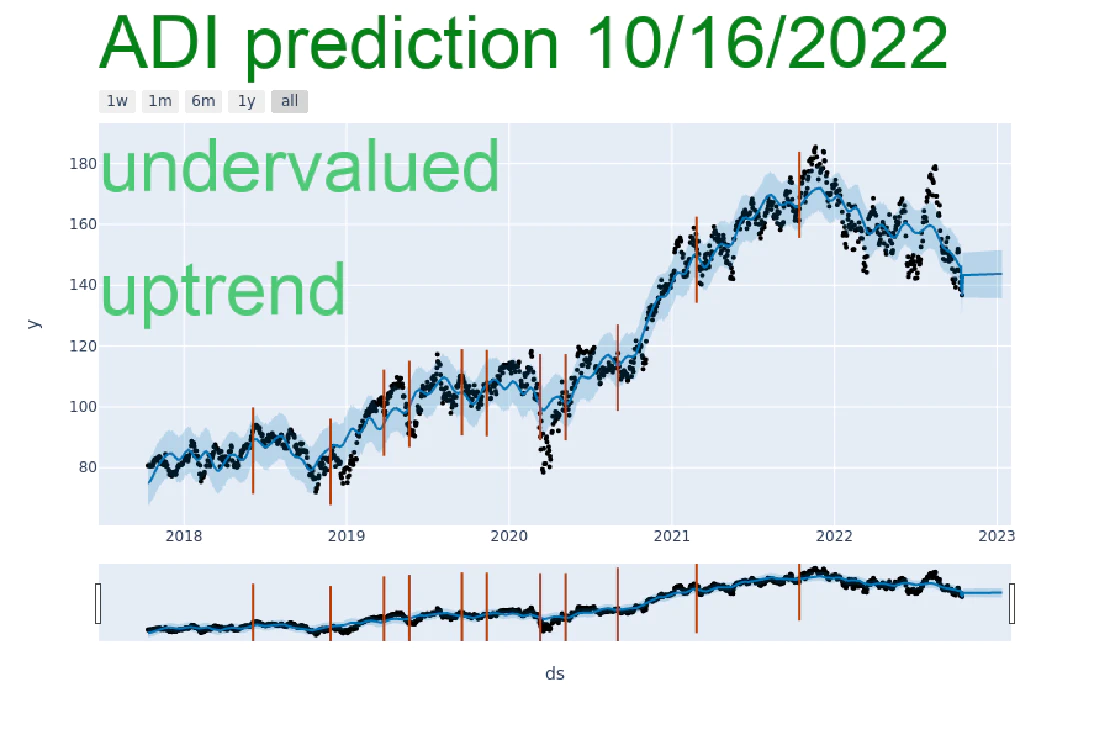 ADI prediction 10/16/2022
1w 1m 6m 1y all
undervalued
uptrend
180
160
140
120
100
80
y
2018 2019 2020 2021 2022 2023
ds